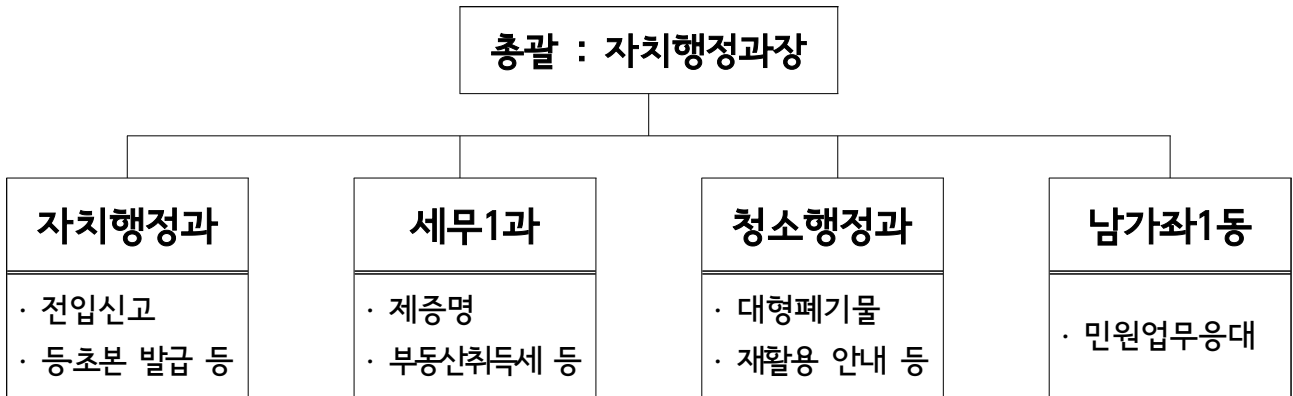 총괄 : 자치행정과장
자치행정과
· 전입신고
· 등·초본 발급 등
세무1과
· 제증명
· 부동산취득세 등
청소행정과
· 대형폐기물
· 재활용 안내 등
남가좌1동
· 민원업무응대